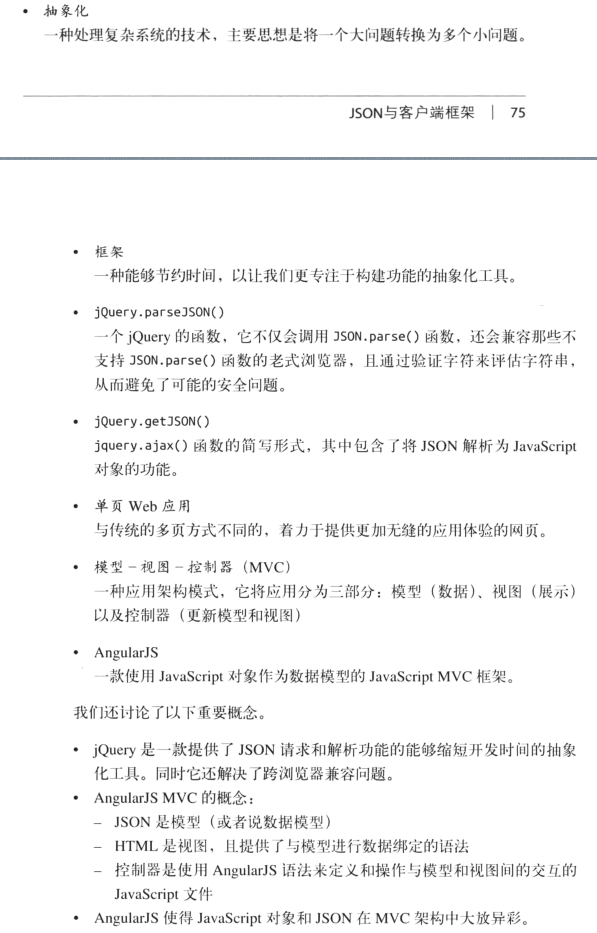 • 抽象化
一种处理复杂系统的技术，主要思想是将一个大问题转换为多个小问题。
JSON与客户端框架 | 75
• 框架
一种能够节约时间，以让我们更专注于构建功能的抽象化工具。
• jQuery.parseJSON()
一个 jQuery 的函数，它不仅会调用 JSON.parse() 函数，还会兼容那些不
支持 JSON.parse() 函数的老式浏览器，且通过验证字符来评估字符串，
从而避免了可能的安全问题。
• jQuery.getJSON()
jquery.ajax() 函数的简写形式，其中包含了将 JSON 解析为 JavaScript
对象的功能。
• 单页 Web 应用
与传统的多页方式不同的，着力于提供更加无缝的应用体验的网页。
• 模型－视图－控制器（MVC）
一种应用架构模式，它将应用分为三部分：模型（数据）、视图（展示）
以及控制器（更新模型和视图）
• AngularJS
一款使用 JavaScript 对象作为数据模型的 JavaScript MVC 框架。
我们还讨论了以下重要概念。
• jQuery 是一款提供了 JSON 请求和解析功能的能够缩短开发时间的抽象
化工具。同时它还解决了跨浏览器兼容问题。
• AngularJS MVC 的概念：
– JSON 是模型（或者说数据模型）
– HTML 是视图，且提供了与模型进行数据绑定的语法
– 控制器是使用 AngularJS 语法来定义和操作与模型和视图间的交互的
JavaScript 文件
• AngularJS 使得 JavaScript 对象和 JSON 在 MVC 架构中大放异彩。